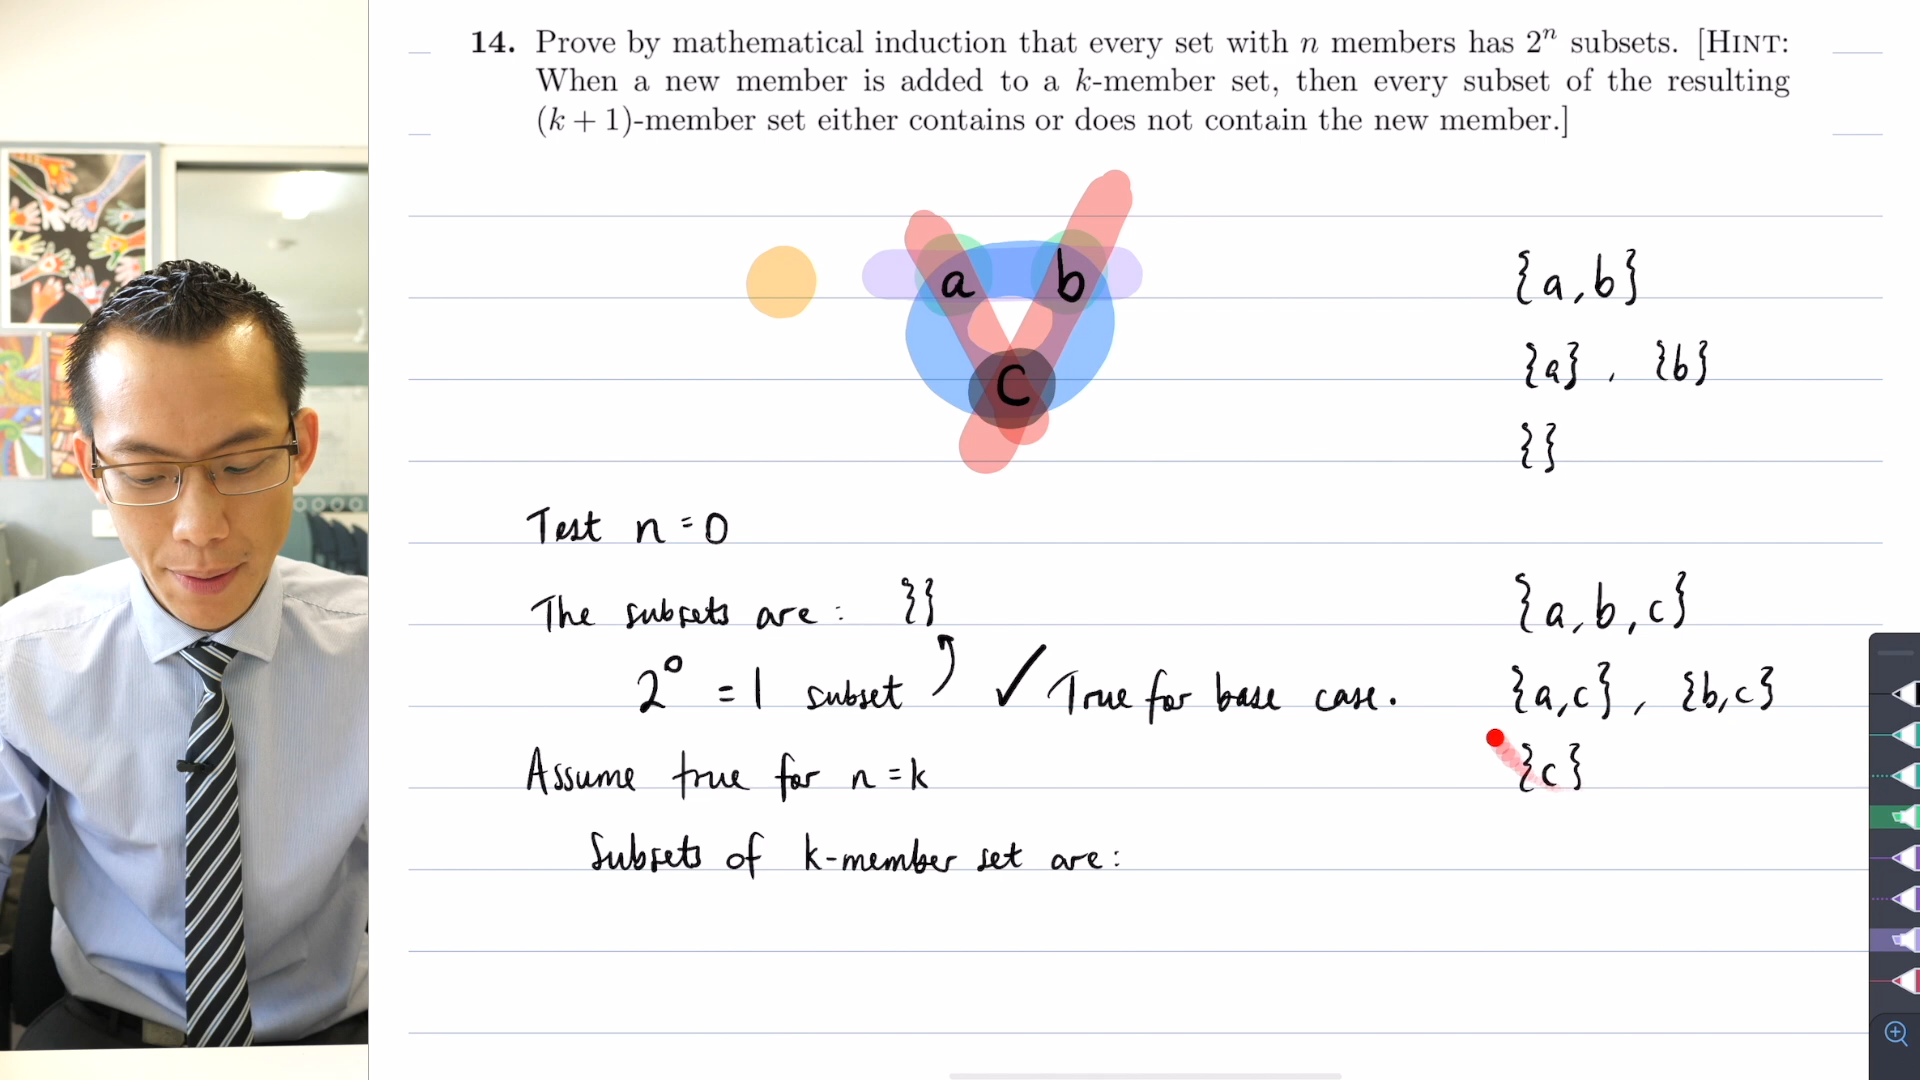 14. Prove by mathematical induction that every set with n members has 2ⁿ subsets. [HINT:
When a new member is added to a k-member set, then every subset of the resulting
(k + 1)-member set either contains or does not contain the new member.]
a b
c
{a,b}
{a} , {b}
{}
Test n = 0
The subsets are : {}
2⁰ = 1 subset ✓ True for base case.
Assume true for n = k
Subsets of k-member set are :
{a, b, c}
{a,c} , {b,c}
{c}